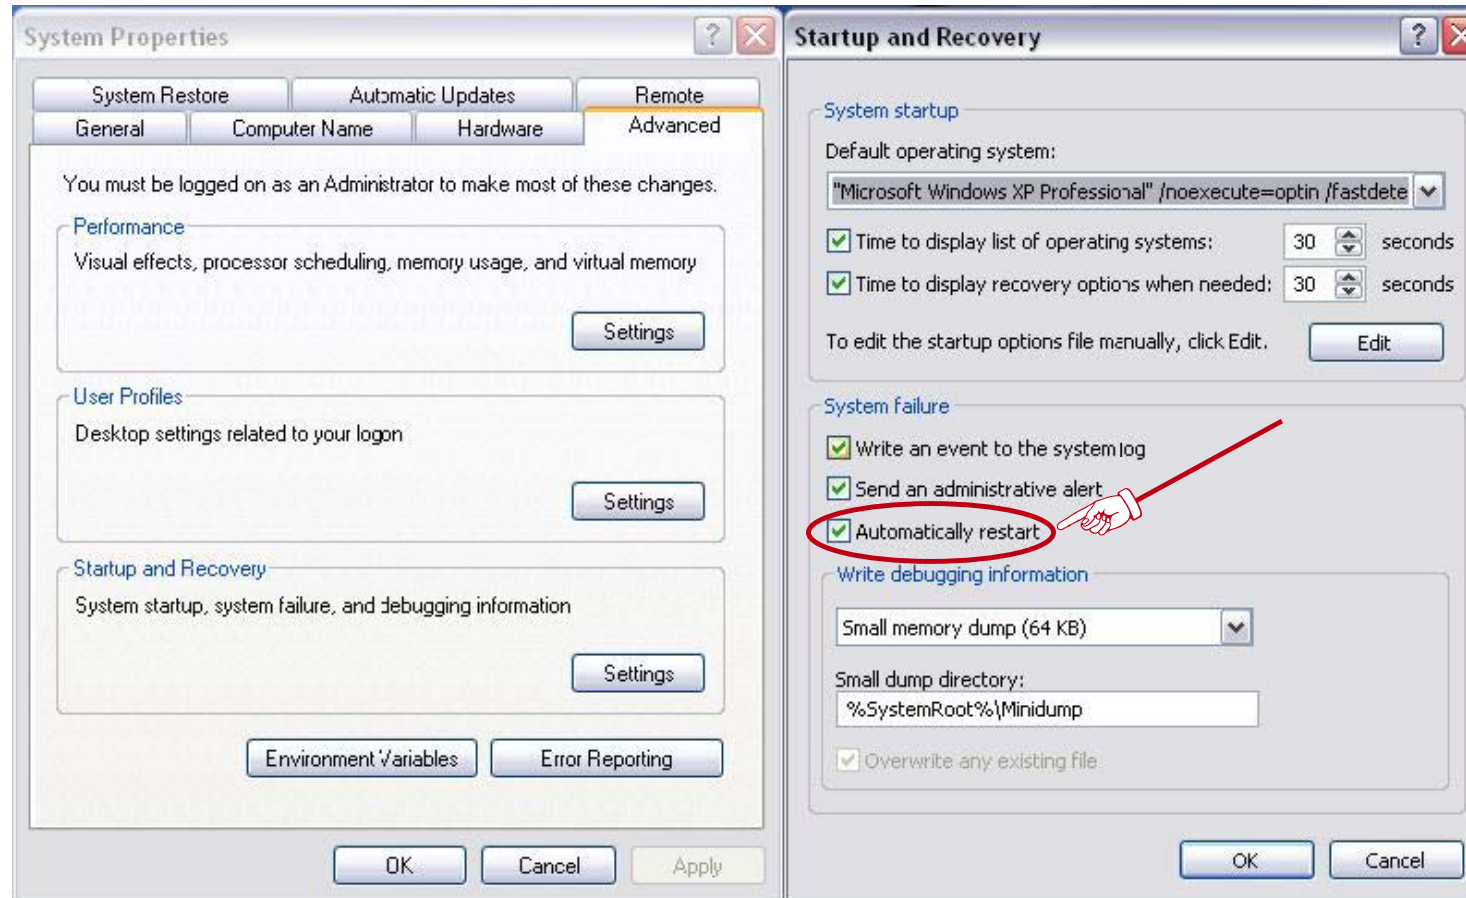 System Properties
System Restore
Automatic Updates
Remote
General
Computer Name
Hardware
Advanced
You must be logged on as an Administrator to make most of these changes.
Performance
Visual effects, processor scheduling, memory usage, and virtual memory
Settings
User Profiles
Desktop settings related to your logon
Settings
Startup and Recovery
System startup, system failure, and debugging information
Settings
Environment Variables
Error Reporting
OK
Cancel
Apply
Startup and Recovery
System startup
Default operating system:
"Microsoft Windows XP Professional" /noexecute=optin /fastdete
Time to display list of operating systems:
30
seconds
Time to display recovery options when needed:
30
seconds
To edit the startup options file manually, click Edit.
Edit
System failure
Write an event to the system log
Send an administrative alert
Automatically restart
Write debugging information
Small memory dump (64 KB)
Small dump directory:
%SystemRoot%\Minidump
Overwrite any existing file
OK
Cancel